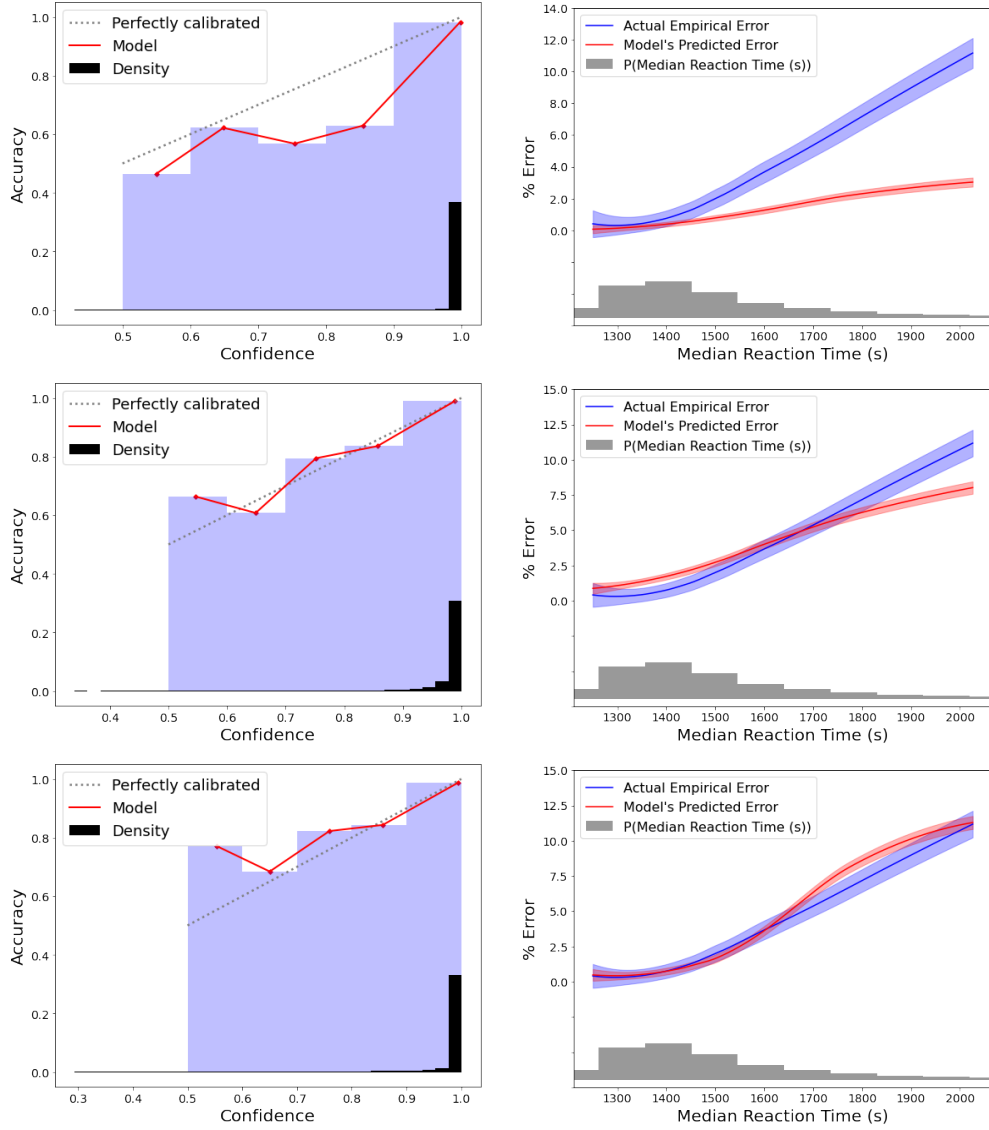 Perfectly calibrated
Model
Density
Accuracy
1.0
0.8
0.6
0.4
0.2
0.0
0.5 0.6 0.7 0.8 0.9 1.0
Confidence
Actual Empirical Error
Model's Predicted Error
P(Median Reaction Time (s))
% Error
14.0
12.0
10.0
8.0
6.0
4.0
2.0
0.0
1300 1400 1500 1600 1700 1800 1900 2000
Median Reaction Time (s)
Perfectly calibrated
Model
Density
Accuracy
1.0
0.8
0.6
0.4
0.2
0.0
0.4 0.5 0.6 0.7 0.8 0.9 1.0
Confidence
Actual Empirical Error
Model's Predicted Error
P(Median Reaction Time (s))
% Error
15.0
12.5
10.0
7.5
5.0
2.5
0.0
1300 1400 1500 1600 1700 1800 1900 2000
Median Reaction Time (s)
Perfectly calibrated
Model
Density
Accuracy
1.0
0.8
0.6
0.4
0.2
0.0
0.3 0.4 0.5 0.6 0.7 0.8 0.9 1.0
Confidence
Actual Empirical Error
Model's Predicted Error
P(Median Reaction Time (s))
% Error
15.0
12.5
10.0
7.5
5.0
2.5
0.0
1300 1400 1500 1600 1700 1800 1900 2000
Median Reaction Time (s)